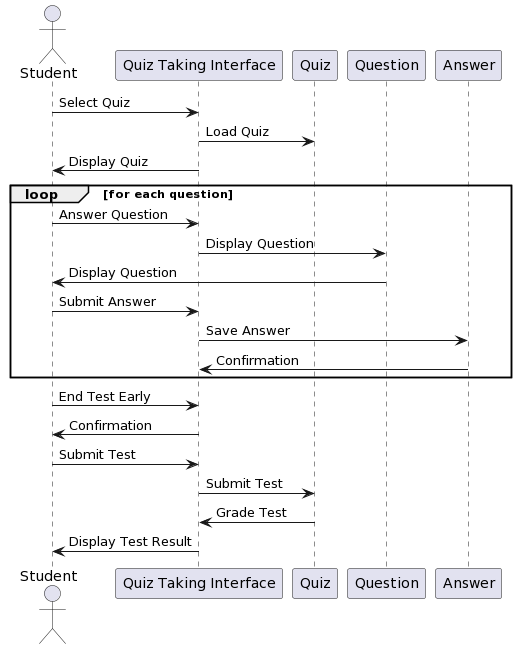 Student
Quiz Taking Interface
Quiz
Question
Answer
Select Quiz
Load Quiz
Display Quiz
loop [for each question]
Answer Question
Display Question
Display Question
Submit Answer
Save Answer
Confirmation
End Test Early
Confirmation
Submit Test
Submit Test
Grade Test
Display Test Result
Student
Quiz Taking Interface
Quiz
Question
Answer